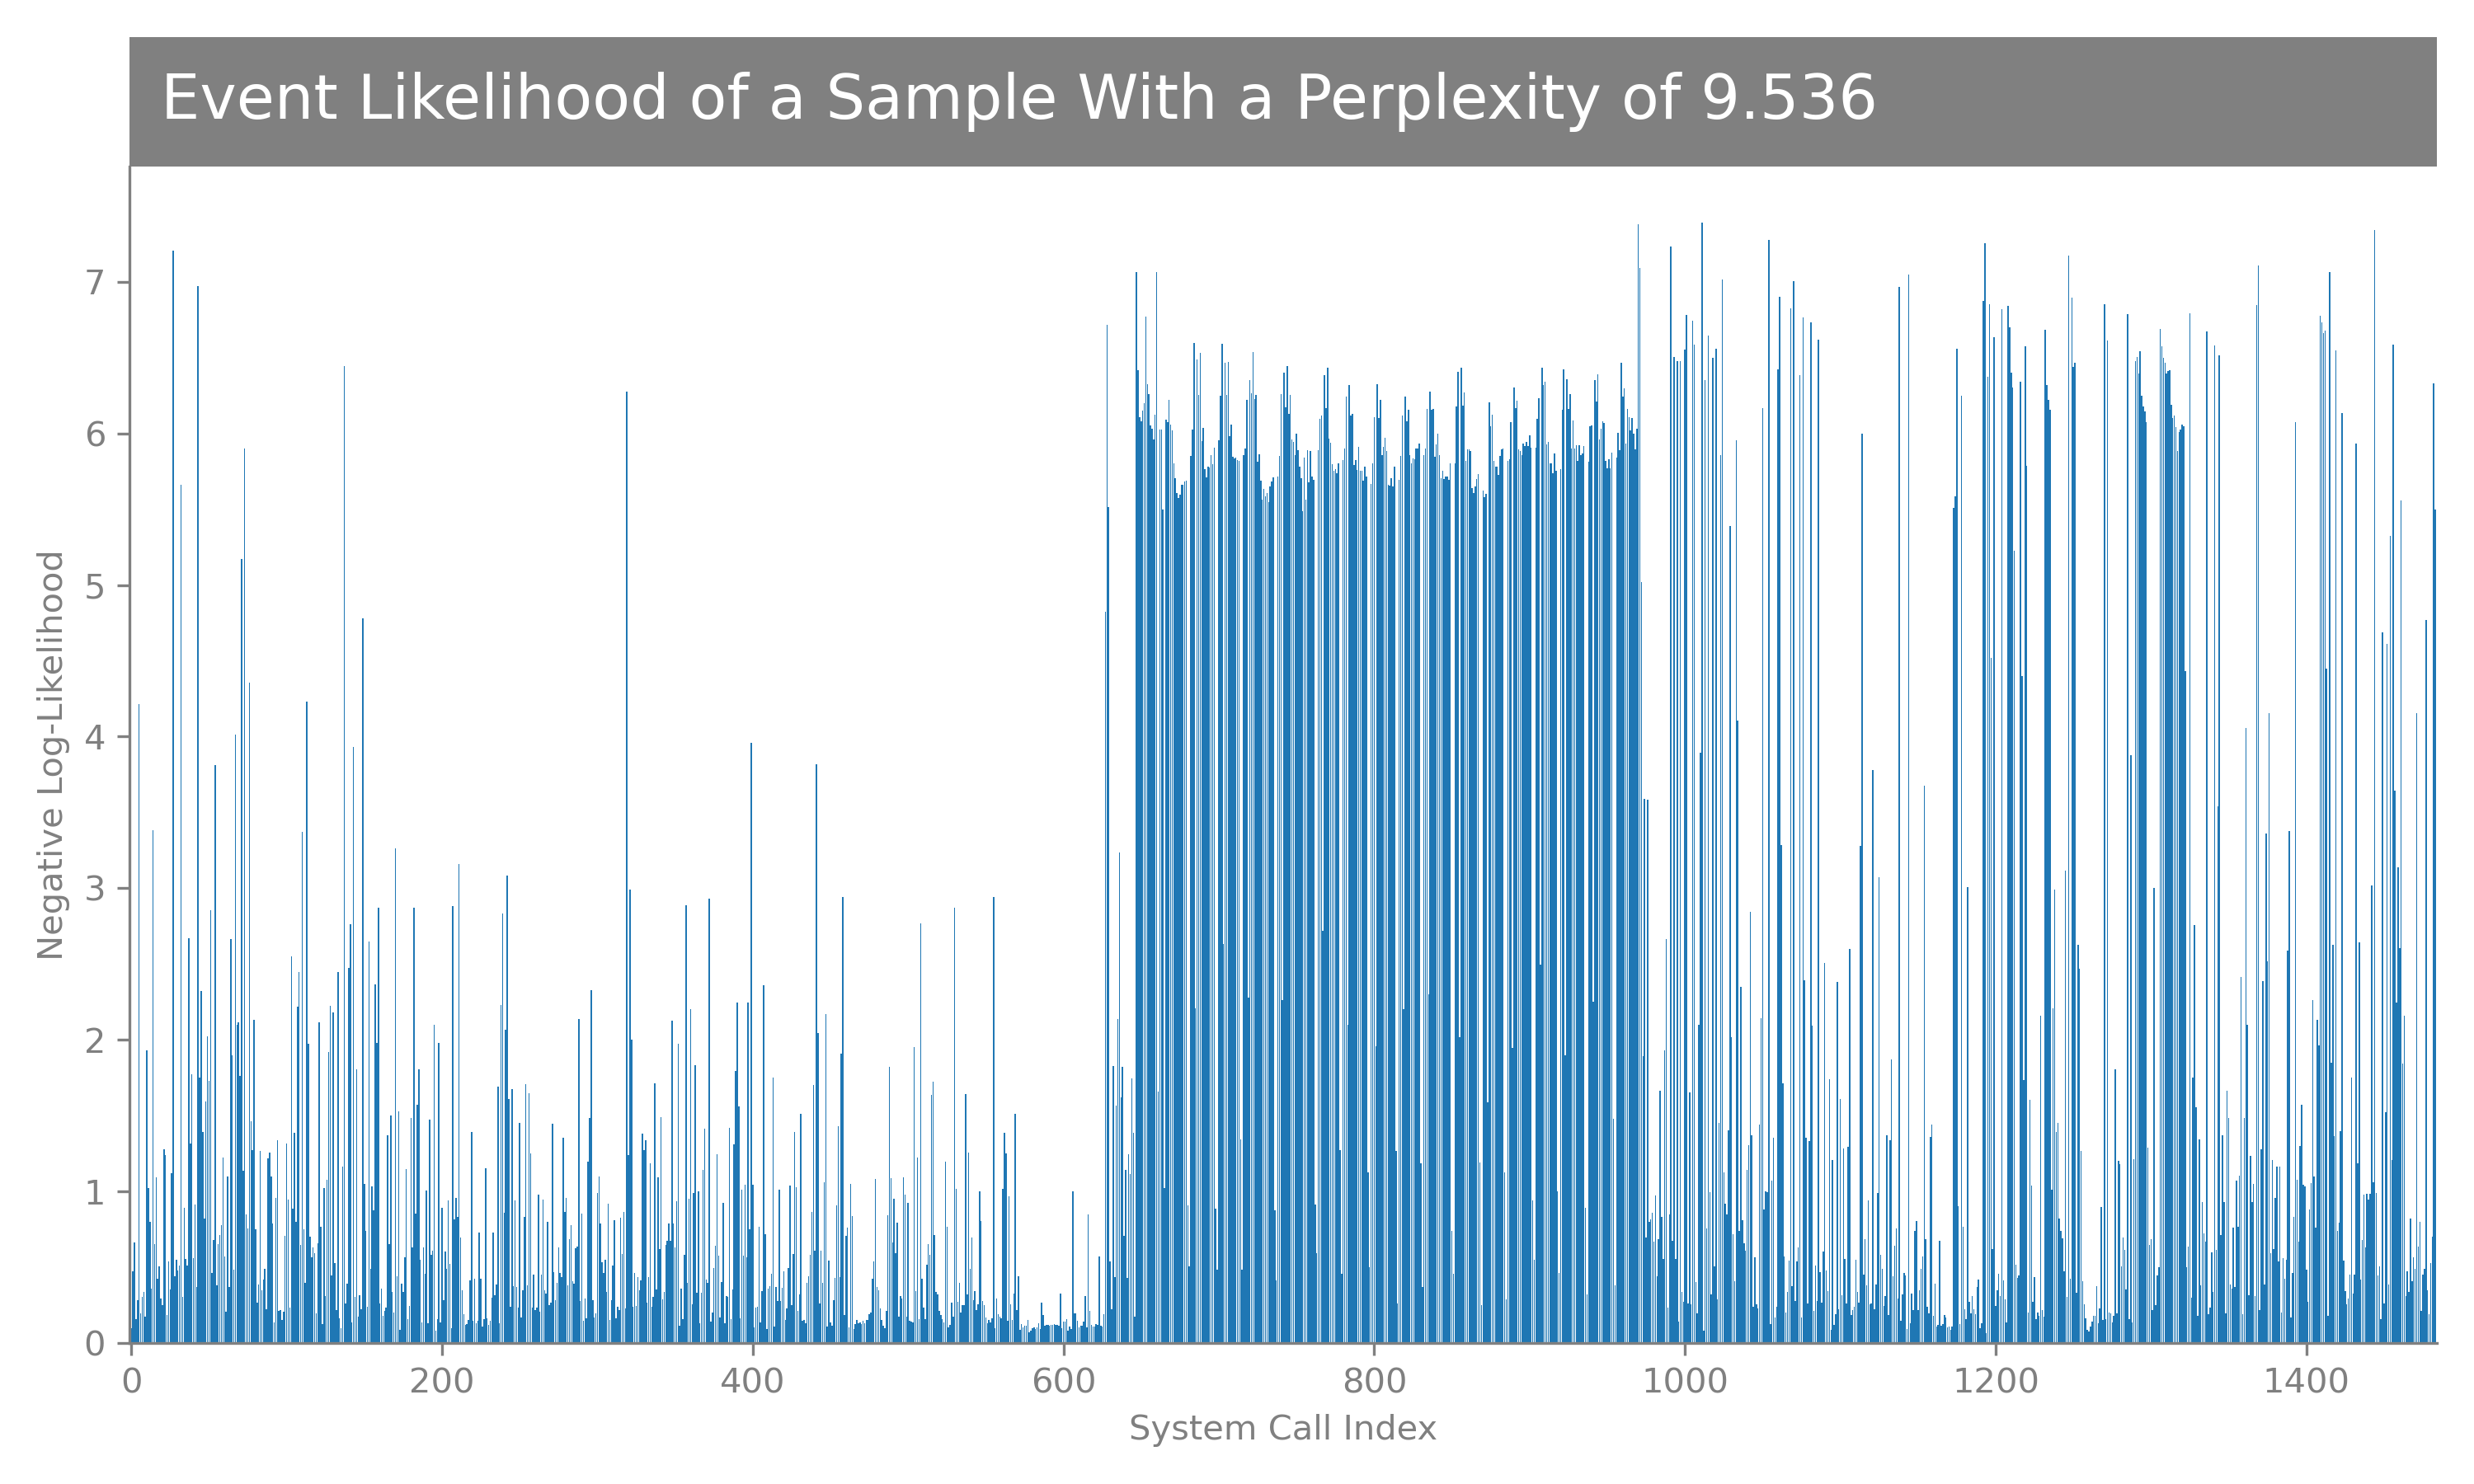 Event Likelihood of a Sample With a Perplexity of 9.536
7
6
5
4
3
2
1
0
Negative Log-Likelihood
0 200 400 600 800 1000 1200 1400
System Call Index